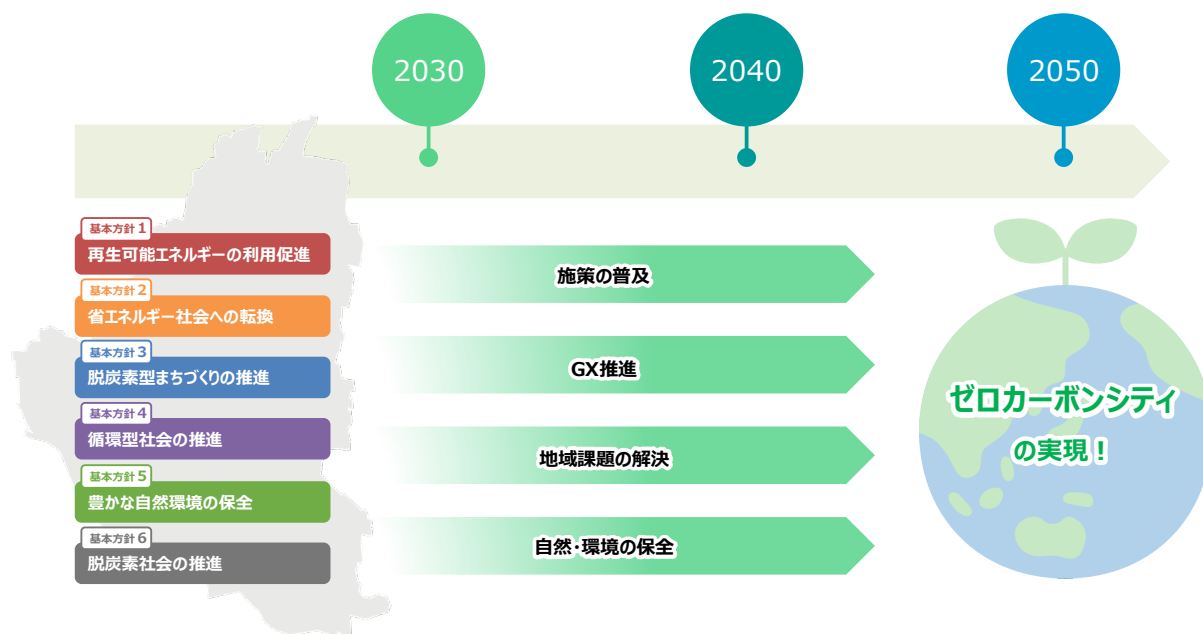 2030
2040
2050
基本方針1
再生可能エネルギーの利用促進
基本方針2
省エネルギー社会への転換
基本方針3
脱炭素型まちづくりの推進
基本方針4
循環型社会の推進
基本方針5
豊かな自然環境の保全
基本方針6
脱炭素社会の推進
施策の普及
GX推進
地域課題の解決
自然・環境の保全
ゼロカーボンシティ
の実現！